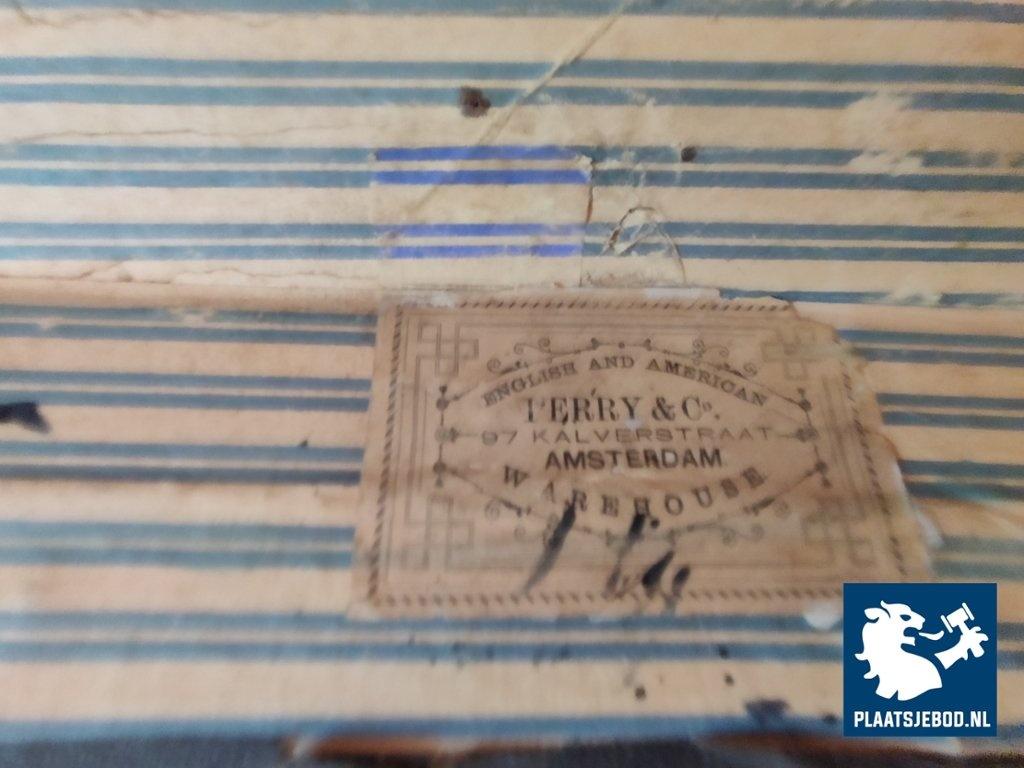 ENGLISH AND AMERICAN
PERRY & Co.
97 KALVERSTRAAT
AMSTERDAM
WAREHOUSE
PLAATSJEBOD.NL